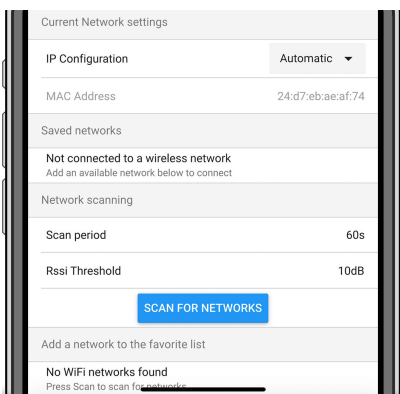 Current Network settings
IP Configuration Automatic
MAC Address 24:d7:eb:ae:af:74
Saved networks
Not connected to a wireless network
Add an available network below to connect
Network scanning
Scan period 60s
Rssi Threshold 10dB
SCAN FOR NETWORKS
Add a network to the favorite list
No WiFi networks found
Press Scan to scan for networks